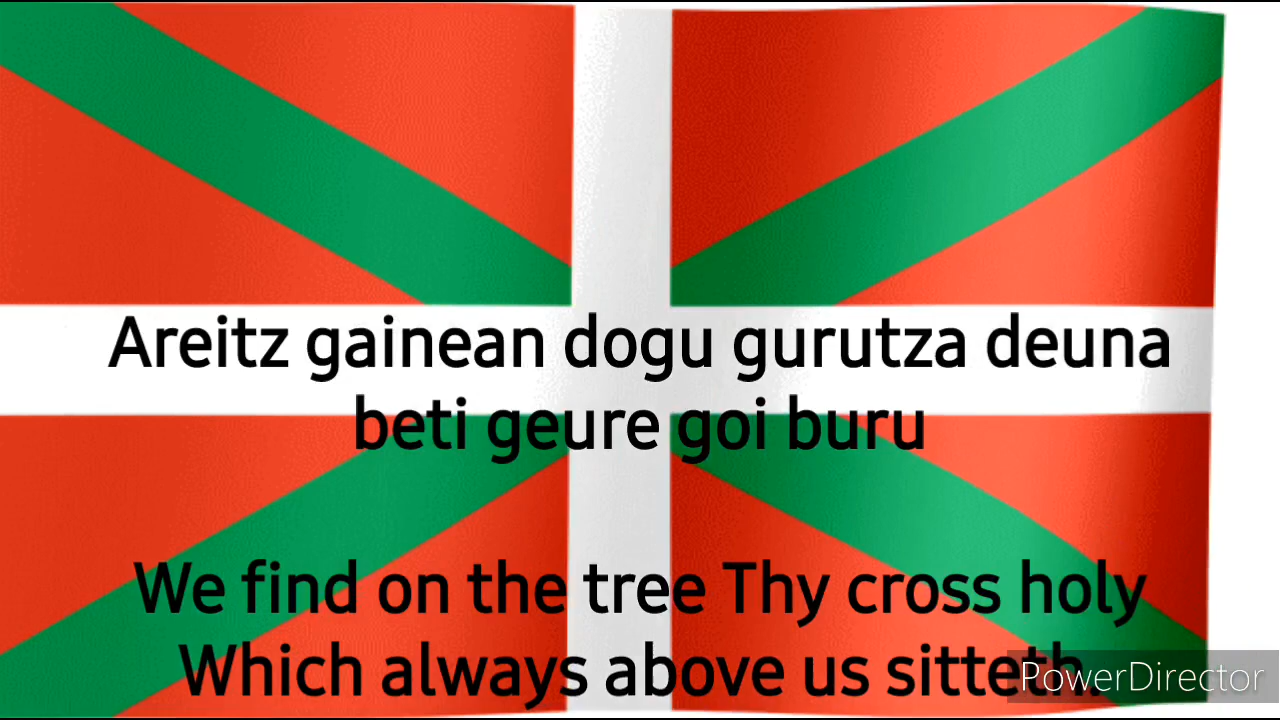 Areitz gainean dogu gurutza deuna
beti geure goi buru
We find on the tree Thy cross holy
Which always above us sitteth.
PowerDirector